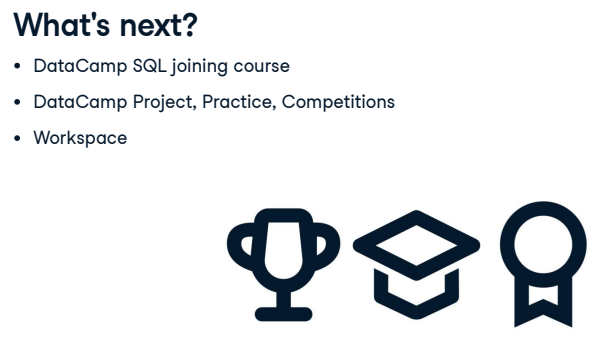 What's next?
• DataCamp SQL joining course
• DataCamp Project, Practice, Competitions
• Workspace